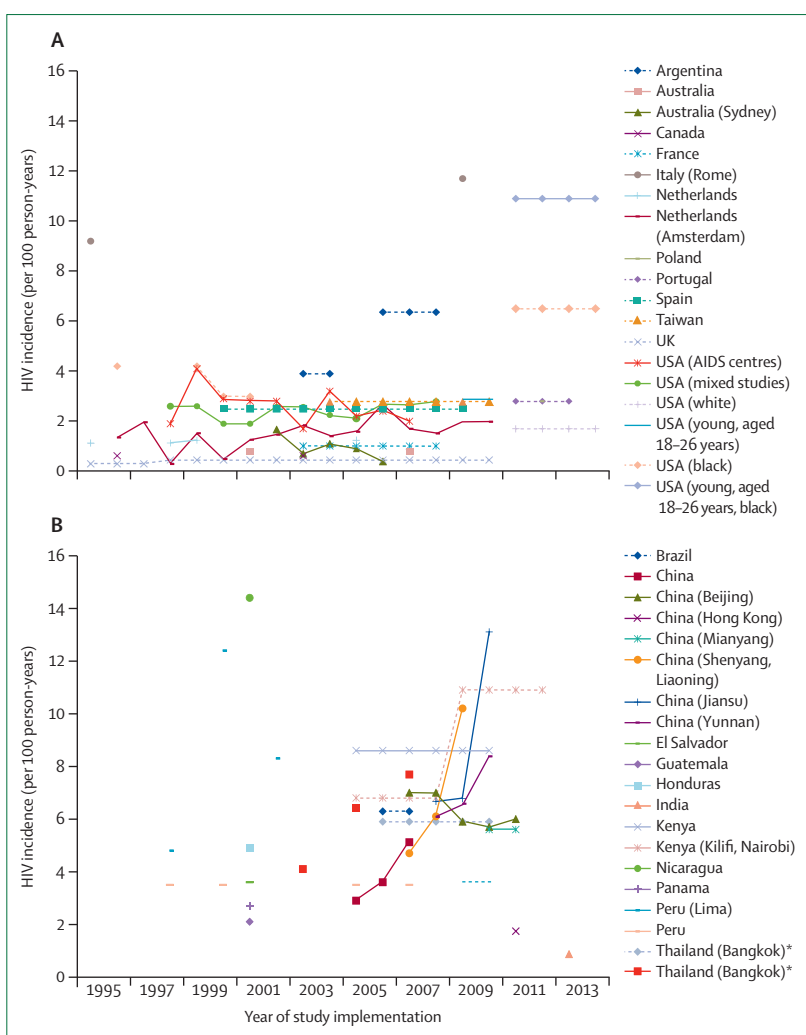 A
16
14
12
10
8
6
4
2
0
HIV incidence (per 100 person-years)
Argentina
Australia
Australia (Sydney)
Canada
France
Italy (Rome)
Netherlands
Netherlands
(Amsterdam)
Poland
Portugal
Spain
Taiwan
UK
USA (AIDS centres)
USA (mixed studies)
USA (white)
USA (young, aged
18–26 years)
USA (black)
USA (young, aged
18–26 years, black)
B
16
14
12
10
8
6
4
2
0
HIV incidence (per 100 person-years)
1995 1997 1999 2001 2003 2005 2007 2009 2011 2013
Year of study implementation
Brazil
China
China (Beijing)
China (Hong Kong)
China (Mianyang)
China (Shenyang,
Liaoning)
China (Jiansu)
China (Yunnan)
El Salvador
Guatemala
Honduras
India
Kenya
Kenya (Kilifi, Nairobi)
Nicaragua
Panama
Peru (Lima)
Peru
Thailand (Bangkok)*
Thailand (Bangkok)*